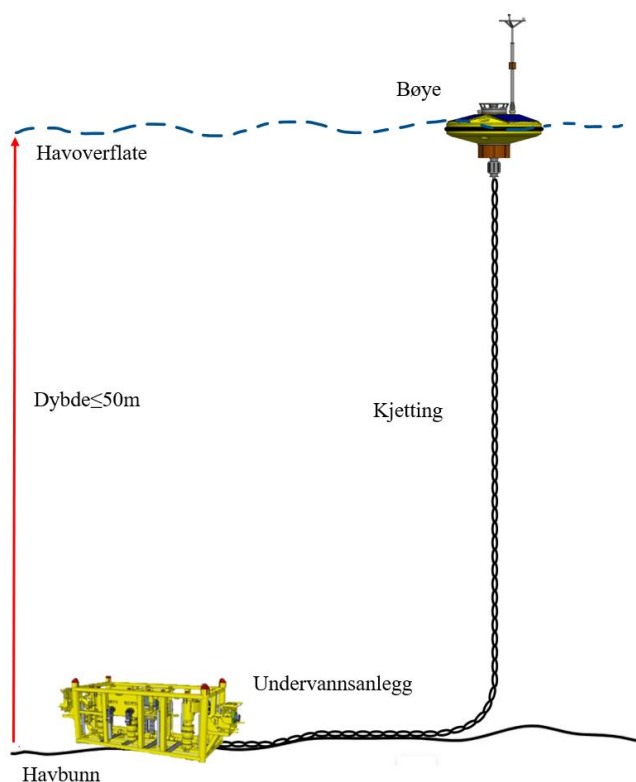 Bøye
Havoverflate
Dybde≤50m
Kjetting
Undervannsanlegg
Havbunn